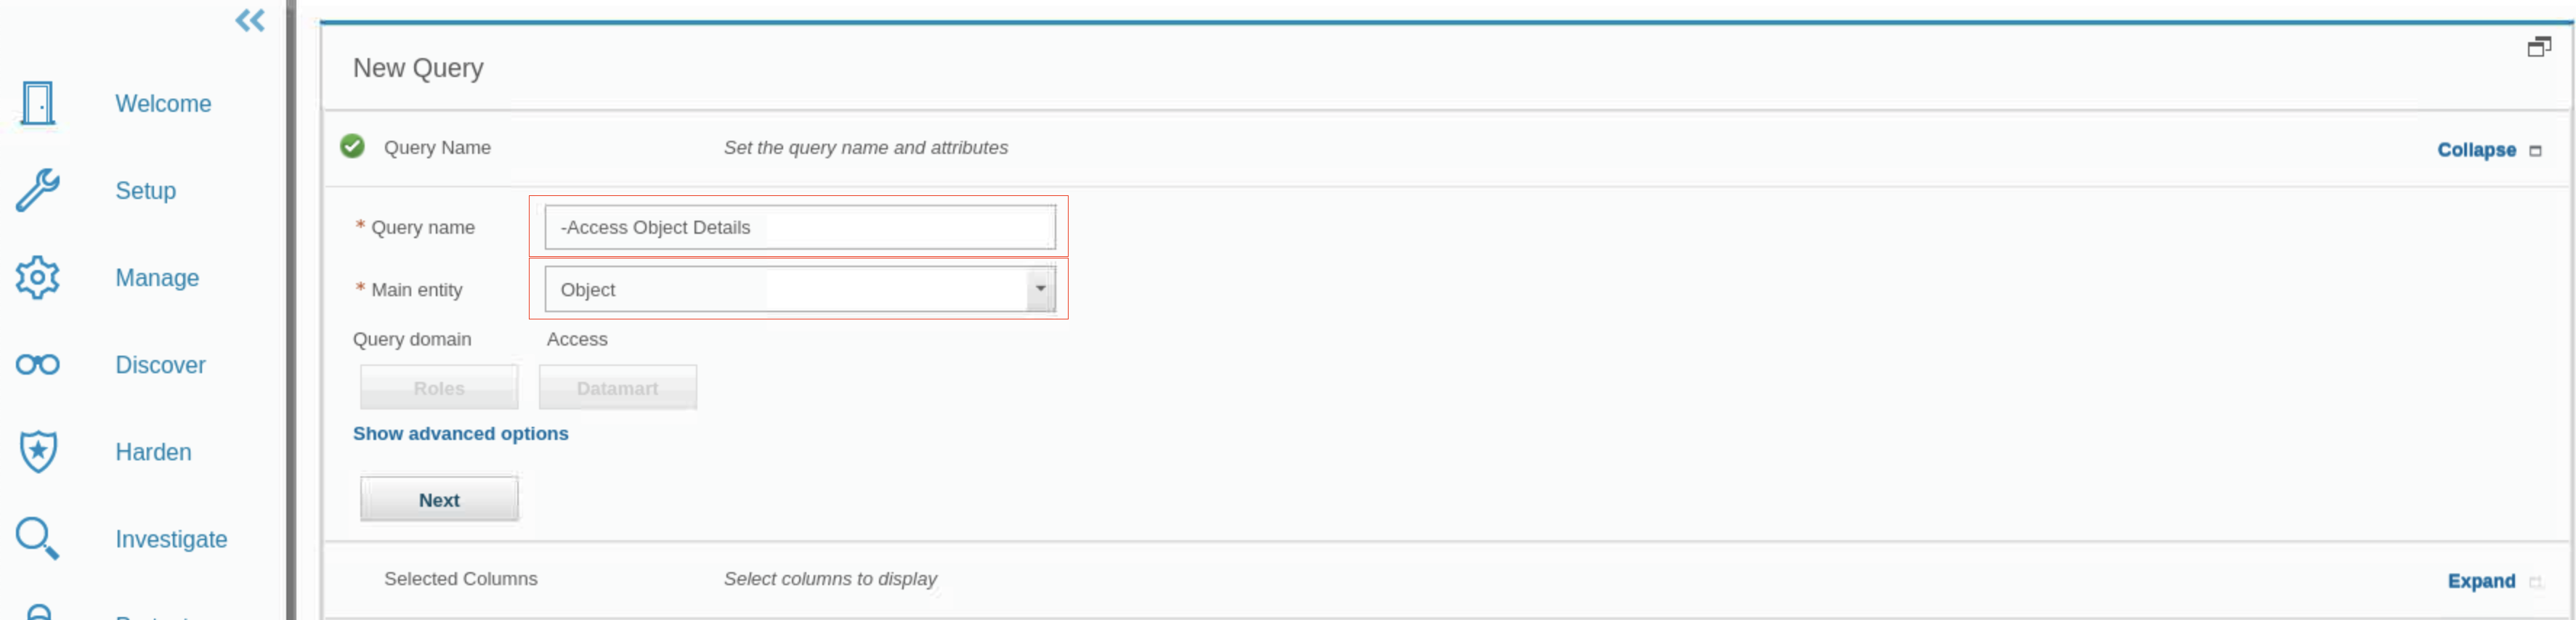 Welcome
Setup
Manage
Discover
Harden
Investigate
New Query
Query Name Set the query name and attributes Collapse
* Query name -Access Object Details
* Main entity Object
Query domain Access
Roles Datamart
Show advanced options
Next
Selected Columns Select columns to display Expand